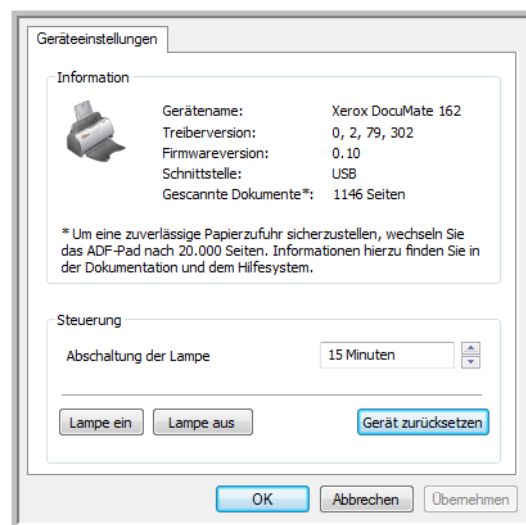 Geräteeinstellungen
Information
Gerätename: Xerox DocuMate 162
Treiberversion: 0, 2, 79, 302
Firmwareversion: 0.10
Schnittstelle: USB
Gescannte Dokumente*: 1146 Seiten
* Um eine zuverlässige Papierzufuhr sicherzustellen, wechseln Sie
das ADF-Pad nach 20.000 Seiten. Informationen hierzu finden Sie in
der Dokumentation und dem Hilfesystem.
Steuerung
Abschaltung der Lampe 15 Minuten
Lampe ein Lampe aus Gerät zurücksetzen
OK Abbrechen Übernehmen